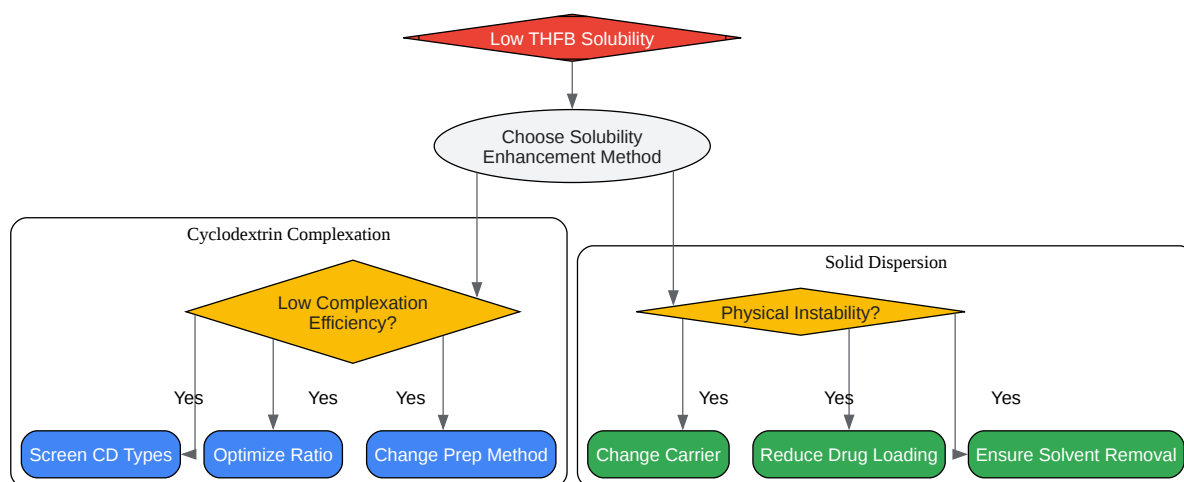 Low THFB Solubility
Choose Solubility
Enhancement Method
Cyclodextrin Complexation
Solid Dispersion
Low Complexation
Efficiency?
Physical Instability?
Yes
Yes
Yes
Yes
Yes
Yes
Screen CD Types
Optimize Ratio
Change Prep Method
Change Carrier
Reduce Drug Loading
Ensure Solvent Removal